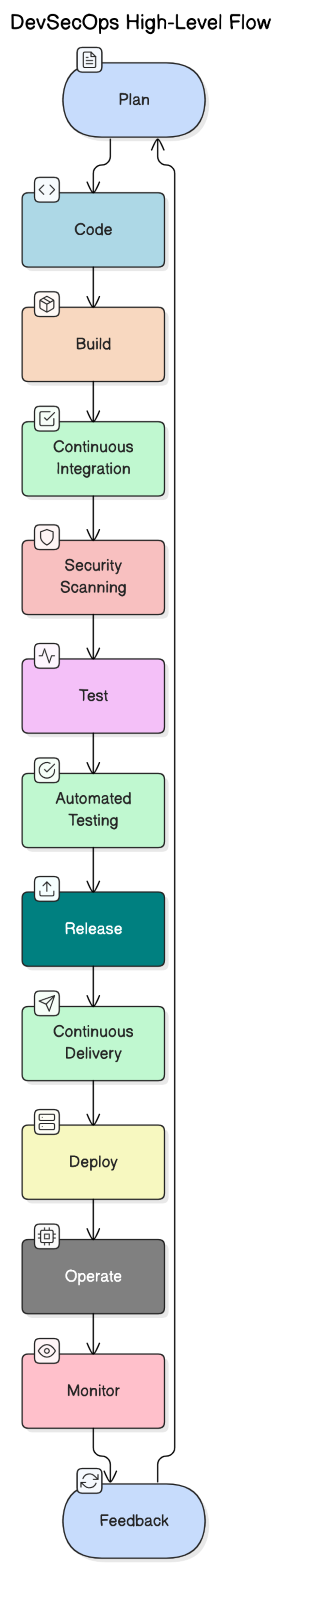 DevSecOps High-Level Flow
Plan
Code
Build
Continuous
Integration
Security
Scanning
Test
Automated
Testing
Release
Continuous
Delivery
Deploy
Operate
Monitor
Feedback